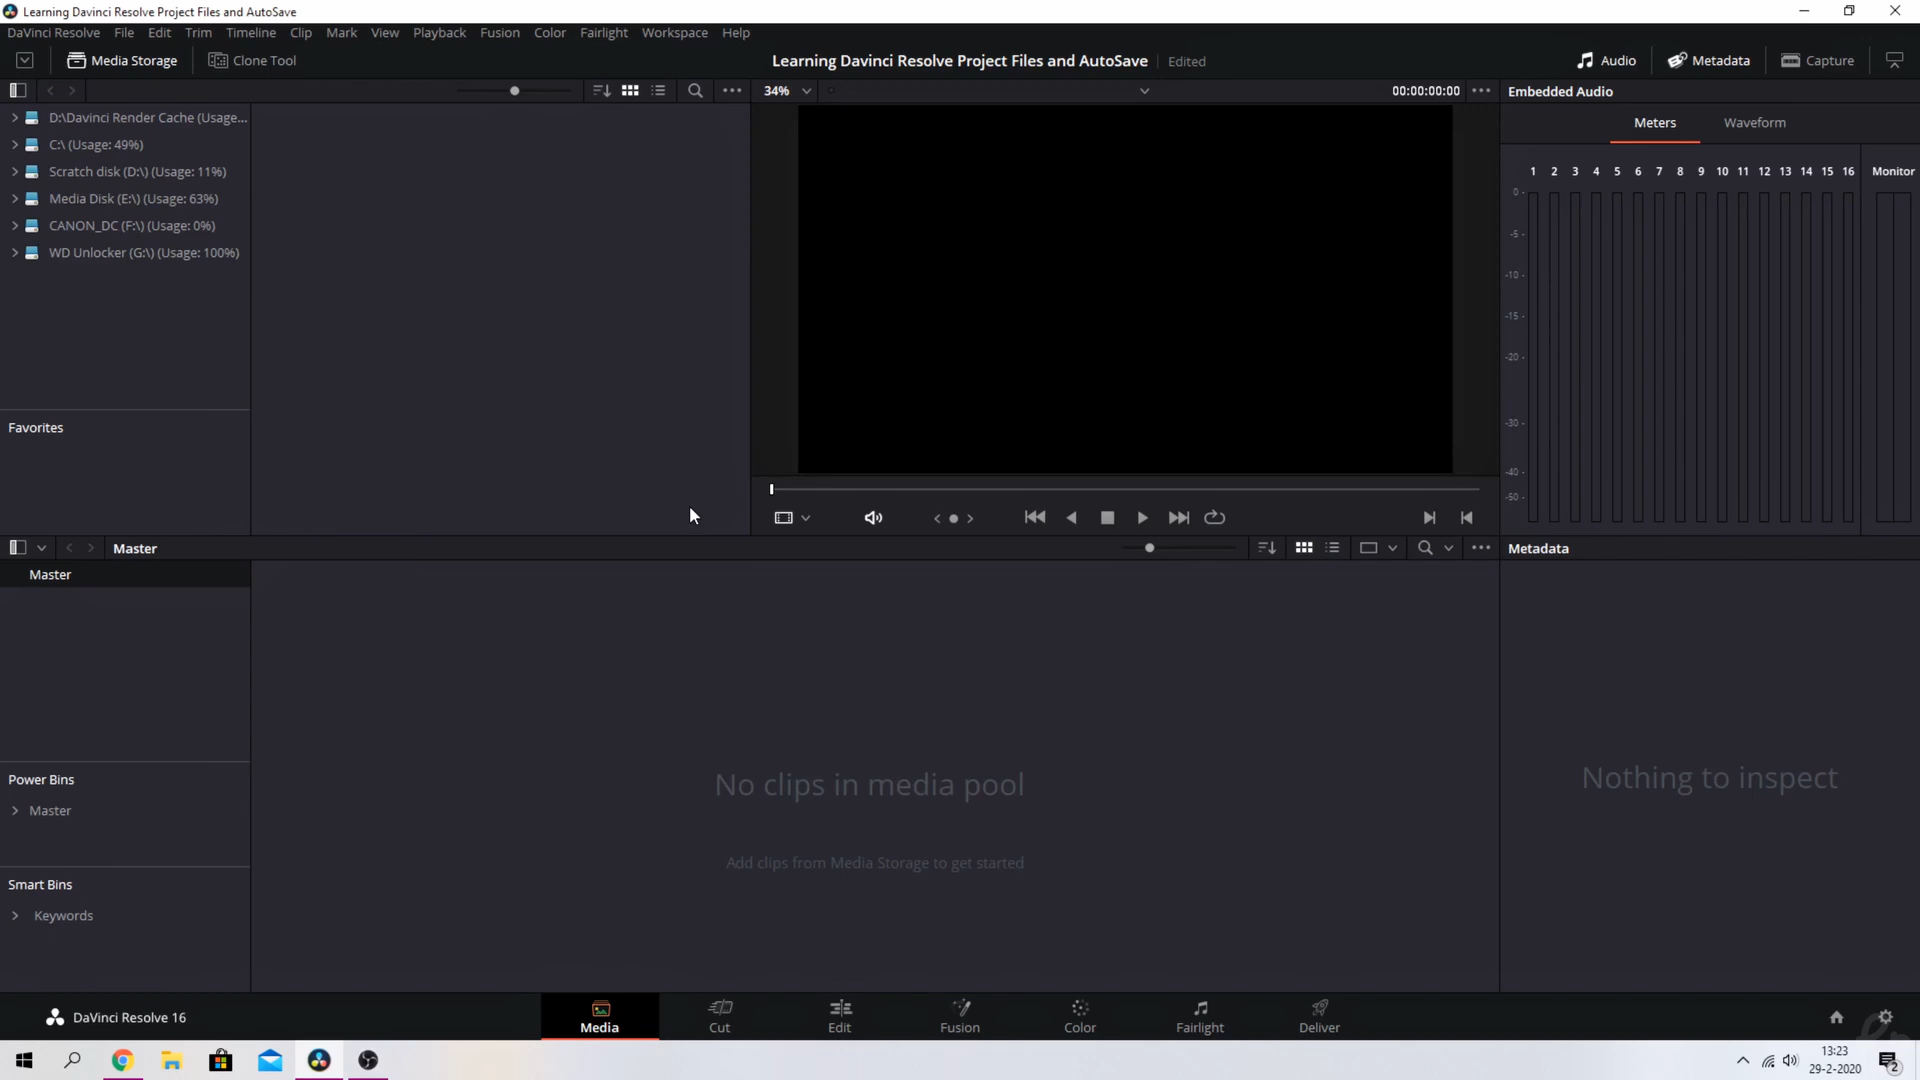 Learning Davinci Resolve Project Files and AutoSave
DaVinci Resolve File Edit Trim Timeline Clip Mark View Playback Fusion Color Fairlight Workspace Help
Media Storage Clone Tool Learning Davinci Resolve Project Files and AutoSave Edited Audio Metadata Capture
34% 00:00:00:00 Embedded Audio
D:\Davinci Render Cache (Usage...
C:\ (Usage: 49%)
Scratch disk (D:\) (Usage: 11%)
Media Disk (E:\) (Usage: 63%)
CANON_DC (F:\) (Usage: 0%)
WD Unlocker (G:\) (Usage: 100%)
Favorites
Meters Waveform
1 2 3 4 5 6 7 8 9 10 11 12 13 14 15 16 Monitor
0 -
-5 -
-10 -
-15 -
-20 -
-30 -
-40 -
-50 -
Master Metadata
Master
Power Bins
Master
Smart Bins
Keywords
No clips in media pool
Add clips from Media Storage to get started
Nothing to inspect
DaVinci Resolve 16
Media Cut Edit Fusion Color Fairlight Deliver
13:23
29-2-2020
2